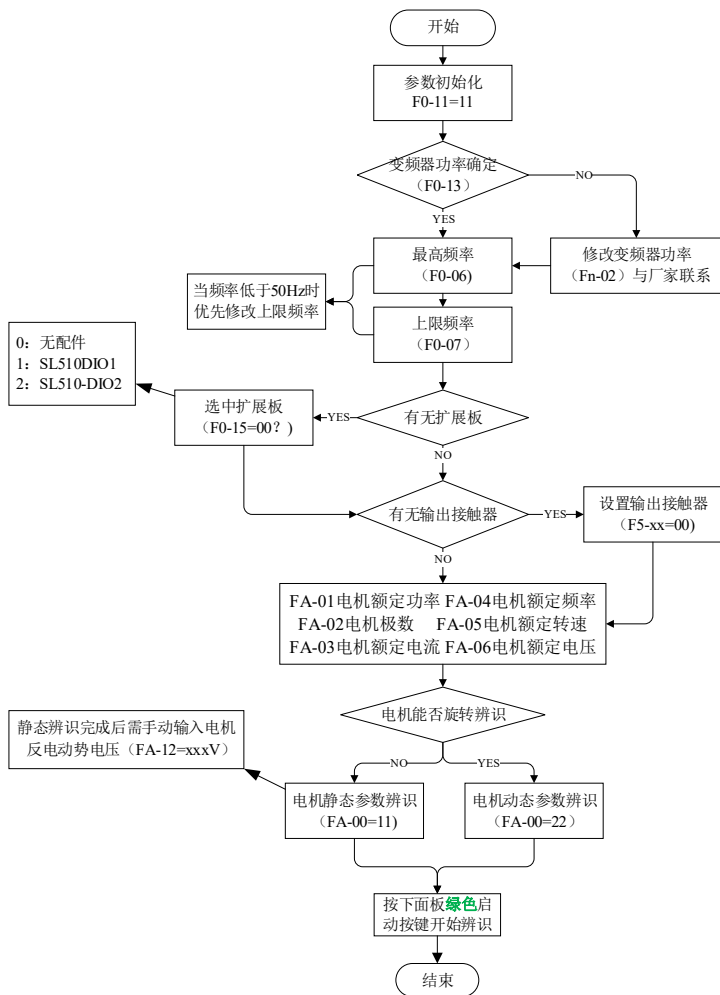 开始
参数初始化
F0-11=11
变频器功率确定
（F0-13）
NO
YES
最高频率
（F0-06)
修改变频器功率
（Fn-02）与厂家联系
当频率低于50Hz时
优先修改上限频率
上限频率
（F0-07）
0：无配件
1：SL510DIO1
2：SL510-DIO2
选中扩展板
（F0-15=00？)
YES
有无扩展板
NO
有无输出接触器
YES
设置输出接触器
（F5-xx=00)
NO
FA-01电机额定功率 FA-04电机额定频率
FA-02电机极数 FA-05电机额定转速
FA-03电机额定电流 FA-06电机额定电压
电机能否旋转辨识
静态辨识完成后需手动输入电机
反电动势电压（FA-12=xxxV）
NO
YES
电机静态参数辨识
（FA-00=11)
电机动态参数辨识
（FA-00=22）
按下面板绿色启
动按键开始辨识
结束